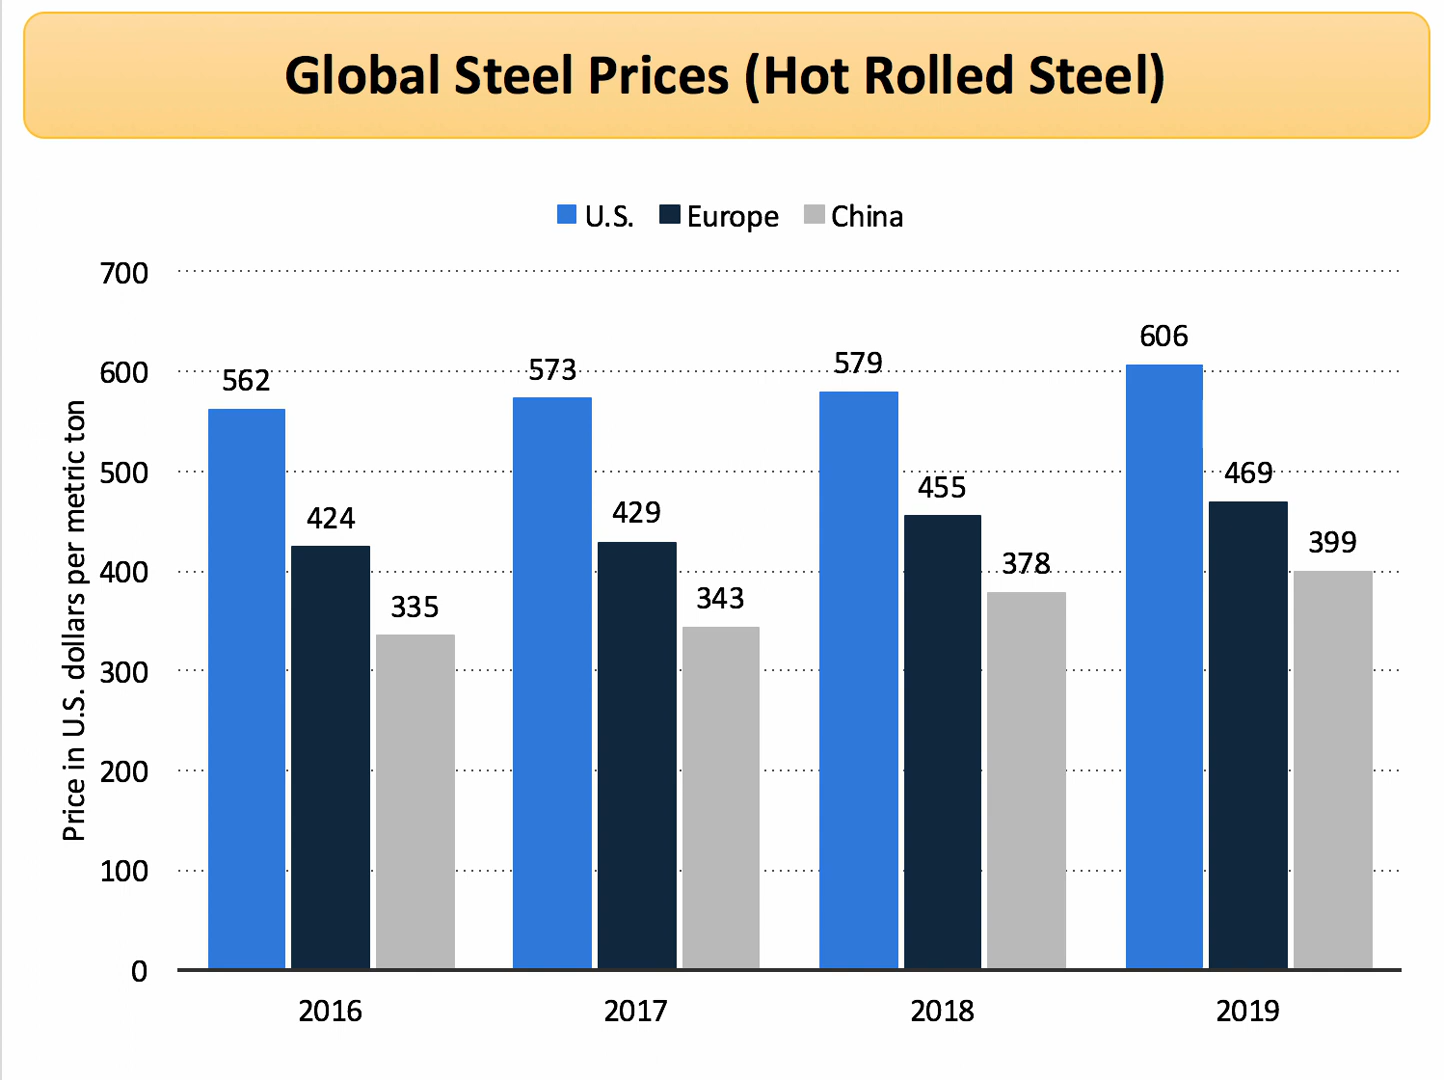 Global Steel Prices (Hot Rolled Steel)
U.S. Europe China
Price in U.S. dollars per metric ton
700
600
500
400
300
200
100
0
562 424 335
573 429 343
579 455 378
606 469 399
2016 2017 2018 2019